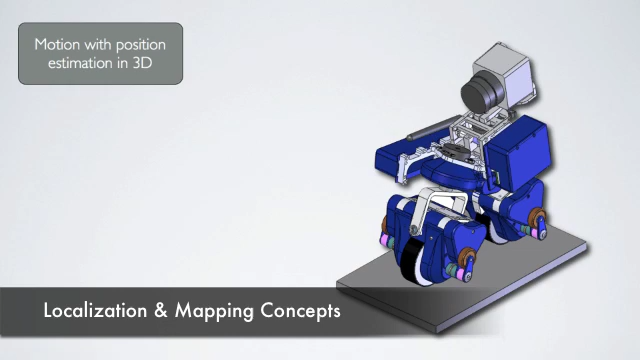 Motion with position
estimation in 3D
Localization & Mapping Concepts